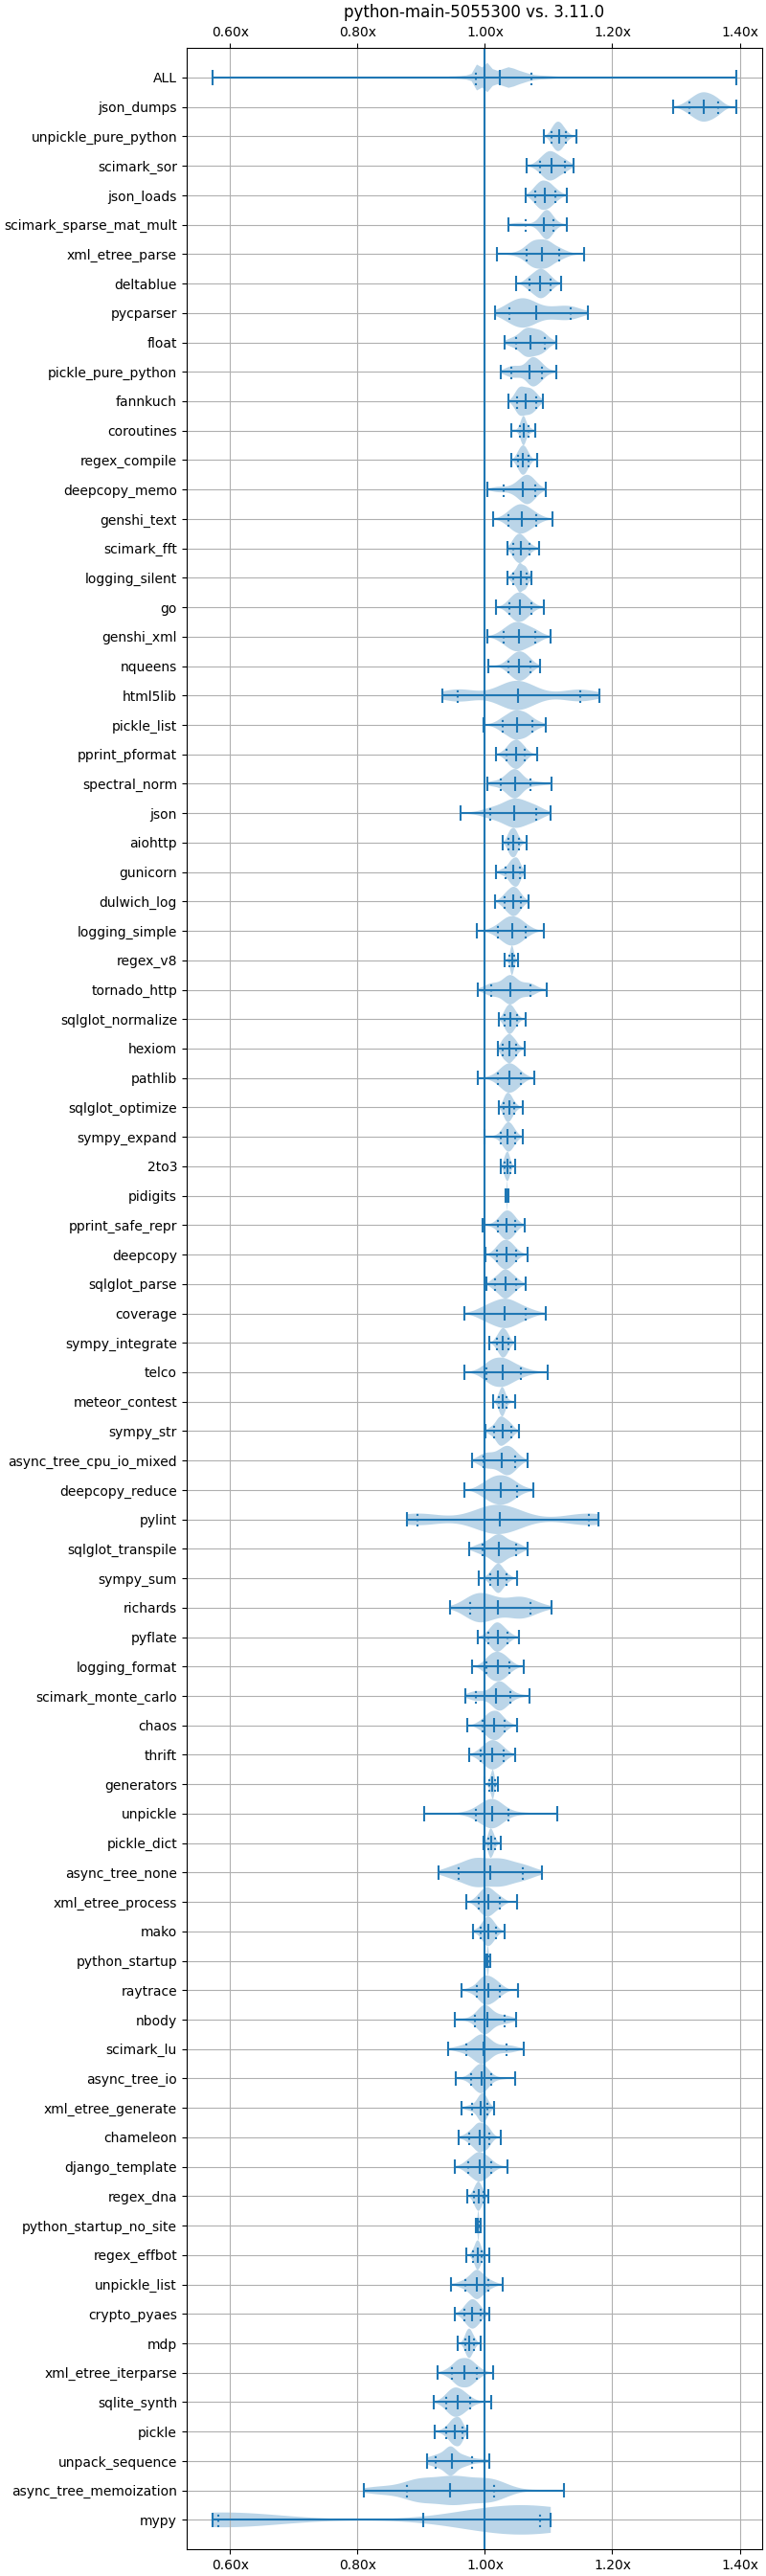 python-main-5055300 vs. 3.11.0
0.60x 0.80x 1.00x 1.20x 1.40x
ALL
json_dumps
unpickle_pure_python
scimark_sor
json_loads
scimark_sparse_mat_mult
xml_etree_parse
deltablue
pycparser
float
pickle_pure_python
fannkuch
coroutines
regex_compile
deepcopy_memo
genshi_text
scimark_fft
logging_silent
go
genshi_xml
nqueens
html5lib
pickle_list
pprint_pformat
spectral_norm
json
aiohttp
gunicorn
dulwich_log
logging_simple
regex_v8
tornado_http
sqlglot_normalize
hexiom
pathlib
sqlglot_optimize
sympy_expand
2to3
pidigits
pprint_safe_repr
deepcopy
sqlglot_parse
coverage
sympy_integrate
telco
meteor_contest
sympy_str
async_tree_cpu_io_mixed
deepcopy_reduce
pylint
sqlglot_transpile
sympy_sum
richards
pyflate
logging_format
scimark_monte_carlo
chaos
thrift
generators
unpickle
pickle_dict
async_tree_none
xml_etree_process
mako
python_startup
raytrace
nbody
scimark_lu
async_tree_io
xml_etree_generate
chameleon
django_template
regex_dna
python_startup_no_site
regex_effbot
unpickle_list
crypto_pyaes
mdp
xml_etree_iterparse
sqlite_synth
pickle
unpack_sequence
async_tree_memoization
mypy
0.60x 0.80x 1.00x 1.20x 1.40x